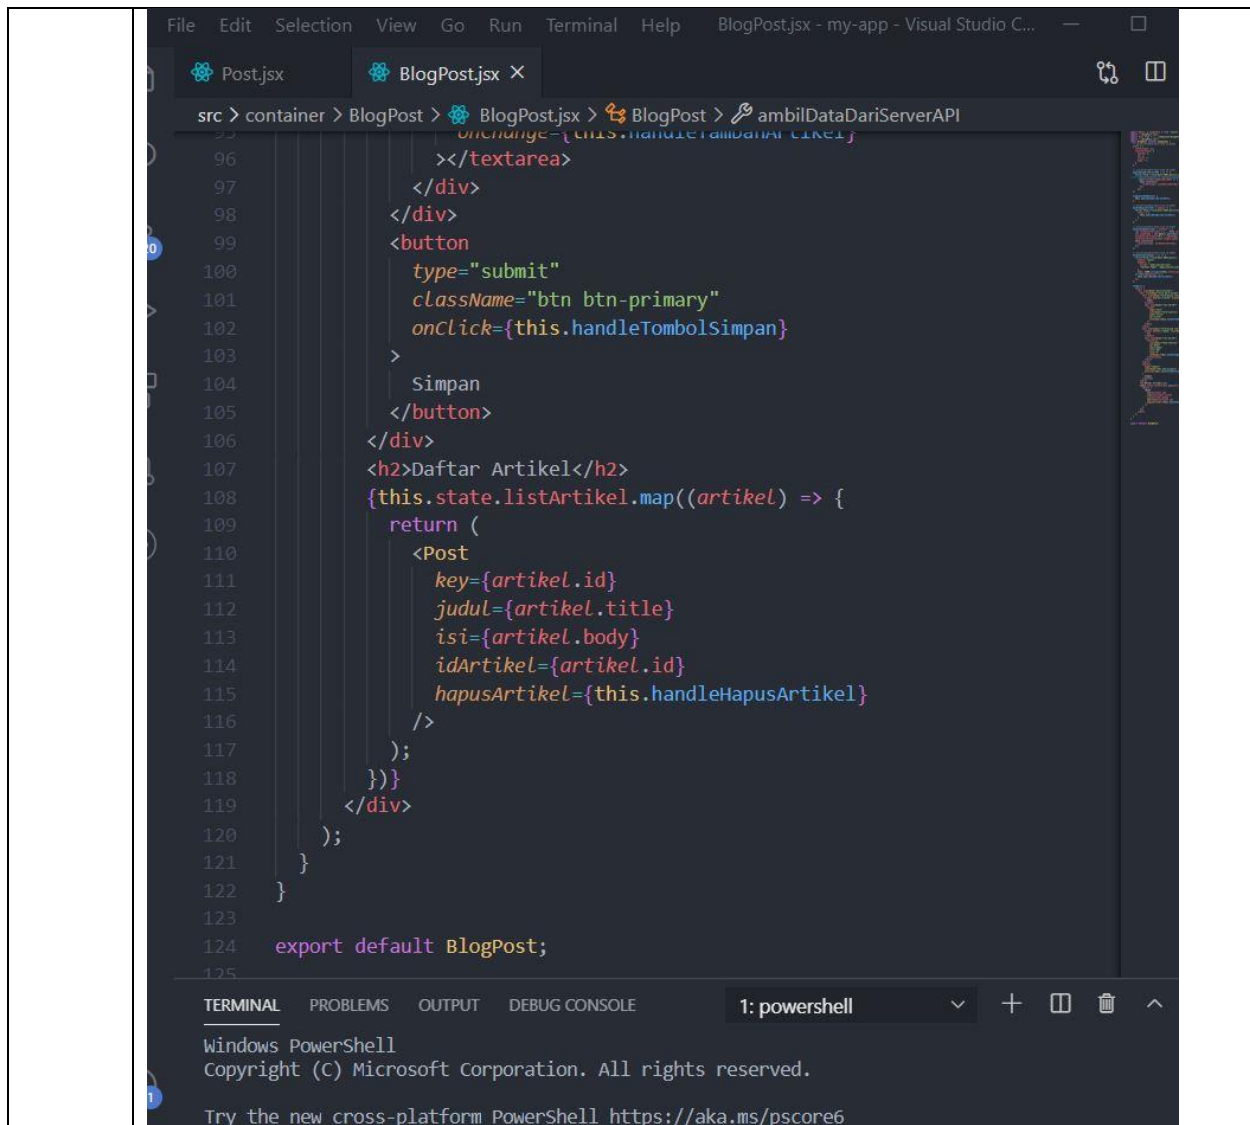 File Edit Selection View Go Run Terminal Help BlogPost.jsx - my-app - Visual Studio C...
Post.jsx BlogPost.jsx
src > container > BlogPost > BlogPost.jsx > BlogPost > ambilDataDariServerAPI
95 onChange={this.handleTambahArtikel}
96 ></textarea>
97 </div>
98 </div>
99 <button
100 type="submit"
101 className="btn btn-primary"
102 onClick={this.handleTombolSimpan}
103 >
104 Simpan
105 </button>
106 </div>
107 <h2>Daftar Artikel</h2>
108 {this.state.listArtikel.map((artikel) => {
109 return (
110 <Post
111 key={artikel.id}
112 judul={artikel.title}
113 isi={artikel.body}
114 idArtikel={artikel.id}
115 hapusArtikel={this.handleHapusArtikel}
116 />
117 );
118 })}
119 </div>
120 );
121 }
122 }
123
124 export default BlogPost;
125
TERMINAL PROBLEMS OUTPUT DEBUG CONSOLE 1: powershell
Windows PowerShell
Copyright (C) Microsoft Corporation. All rights reserved.
Try the new cross-platform PowerShell https://aka.ms/pscore6